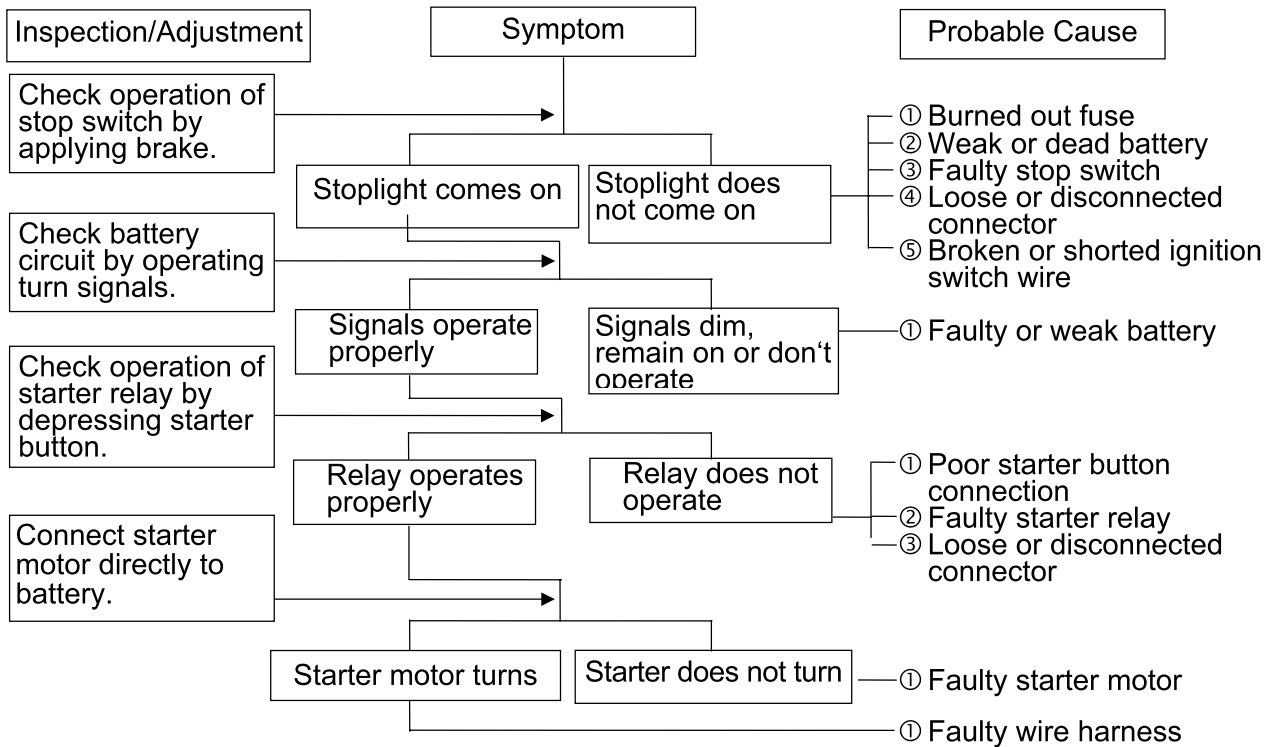 Inspection/Adjustment
Symptom
Probable Cause
Check operation of
stop switch by
applying brake.
Stoplight comes on
Stoplight does
not come on
① Burned out fuse
② Weak or dead battery
③ Faulty stop switch
④ Loose or disconnected
connector
⑤ Broken or shorted ignition
switch wire
Check battery
circuit by operating
turn signals.
Signals operate
properly
Signals dim,
remain on or don‘t
operate
① Faulty or weak battery
Check operation of
starter relay by
depressing starter
button.
Relay operates
properly
Relay does not
operate
① Poor starter button
connection
② Faulty starter relay
③ Loose or disconnected
connector
Connect starter
motor directly to
battery.
Starter motor turns
Starter does not turn
① Faulty starter motor
① Faulty wire harness